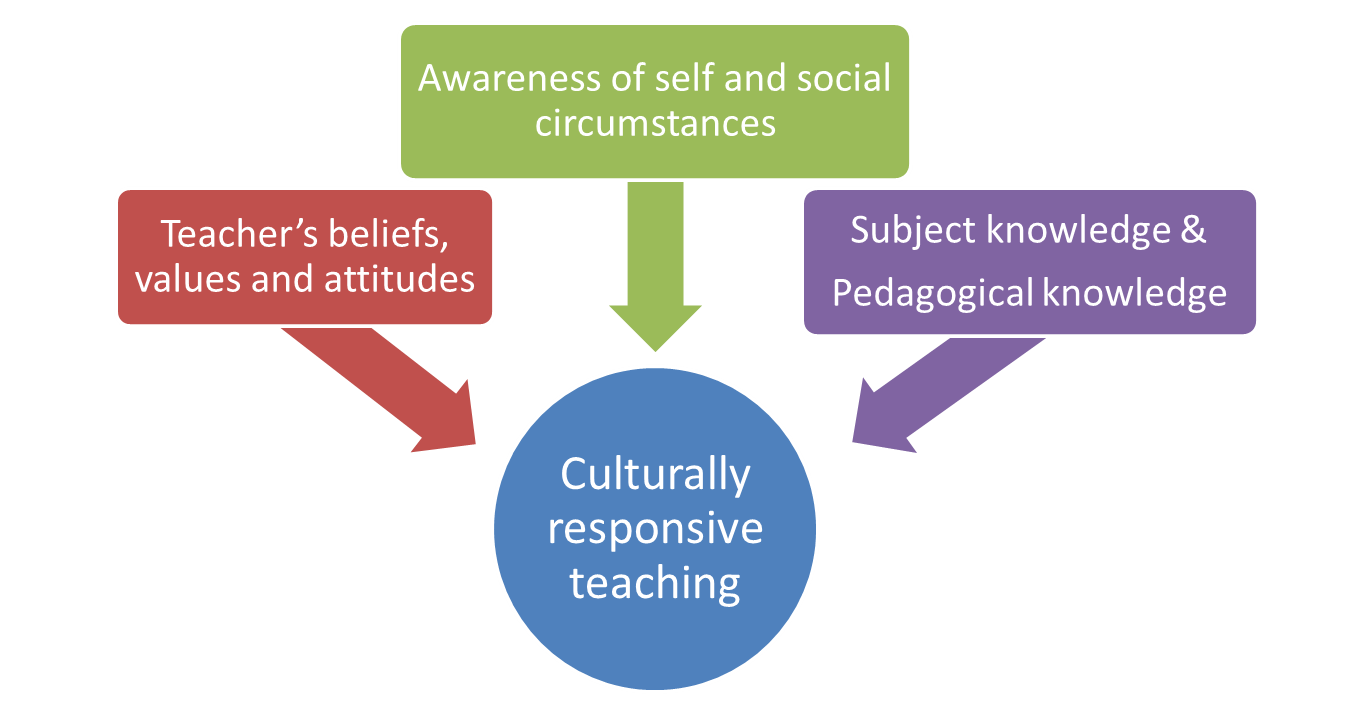 Awareness of self and social
circumstances
Teacher’s beliefs,
values and attitudes
Subject knowledge &
Pedagogical knowledge
Culturally
responsive
teaching